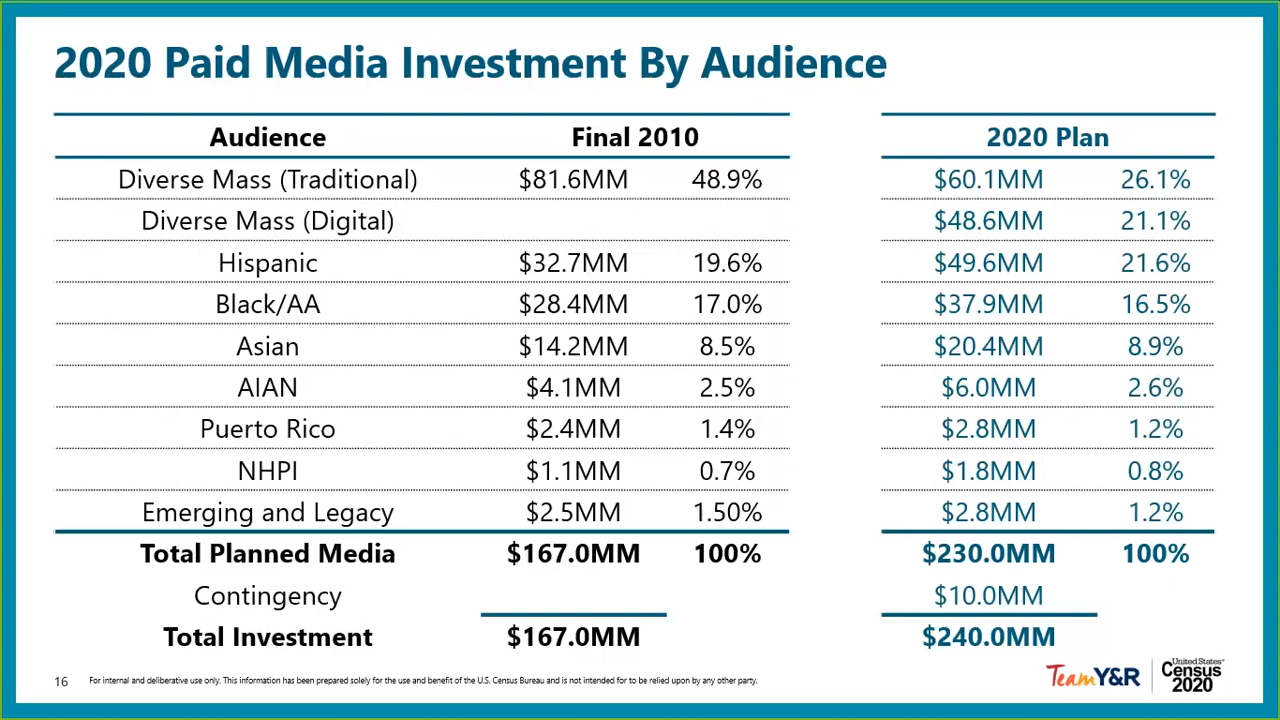 2020 Paid Media Investment By Audience
Audience Final 2010 2020 Plan
Diverse Mass (Traditional) $81.6MM 48.9% $60.1MM 26.1%
Diverse Mass (Digital) $48.6MM 21.1%
Hispanic $32.7MM 19.6% $49.6MM 21.6%
Black/AA $28.4MM 17.0% $37.9MM 16.5%
Asian $14.2MM 8.5% $20.4MM 8.9%
AIAN $4.1MM 2.5% $6.0MM 2.6%
Puerto Rico $2.4MM 1.4% $2.8MM 1.2%
NHPI $1.1MM 0.7% $1.8MM 0.8%
Emerging and Legacy $2.5MM 1.50% $2.8MM 1.2%
Total Planned Media $167.0MM 100% $230.0MM 100%
Contingency $10.0MM
Total Investment $167.0MM $240.0MM
16 For internal and deliberative use only. This information has been prepared solely for the use and benefit of the U.S. Census Bureau and is not intended for to be relied upon by any other party.
TeamY&R
United States®
Census
2020